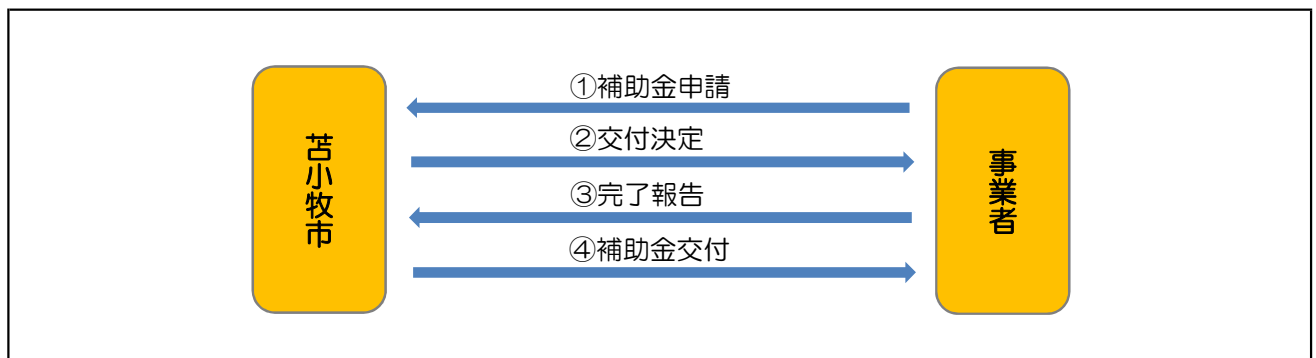 苫小牧市
①補助金申請
②交付決定
③完了報告
④補助金交付
事業者